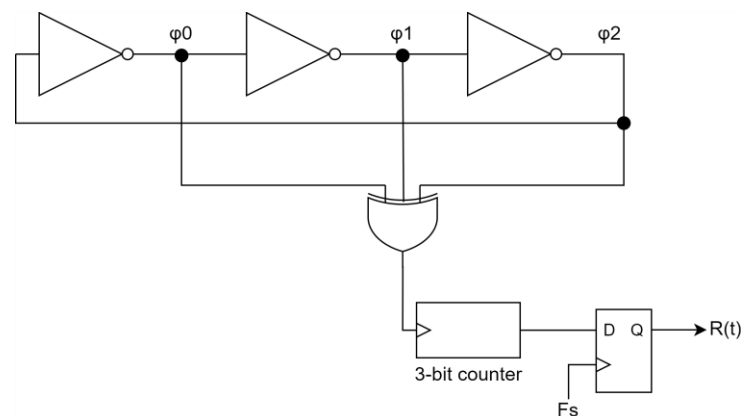 φ0
φ1
φ2
D Q
R(t)
3-bit counter
Fs